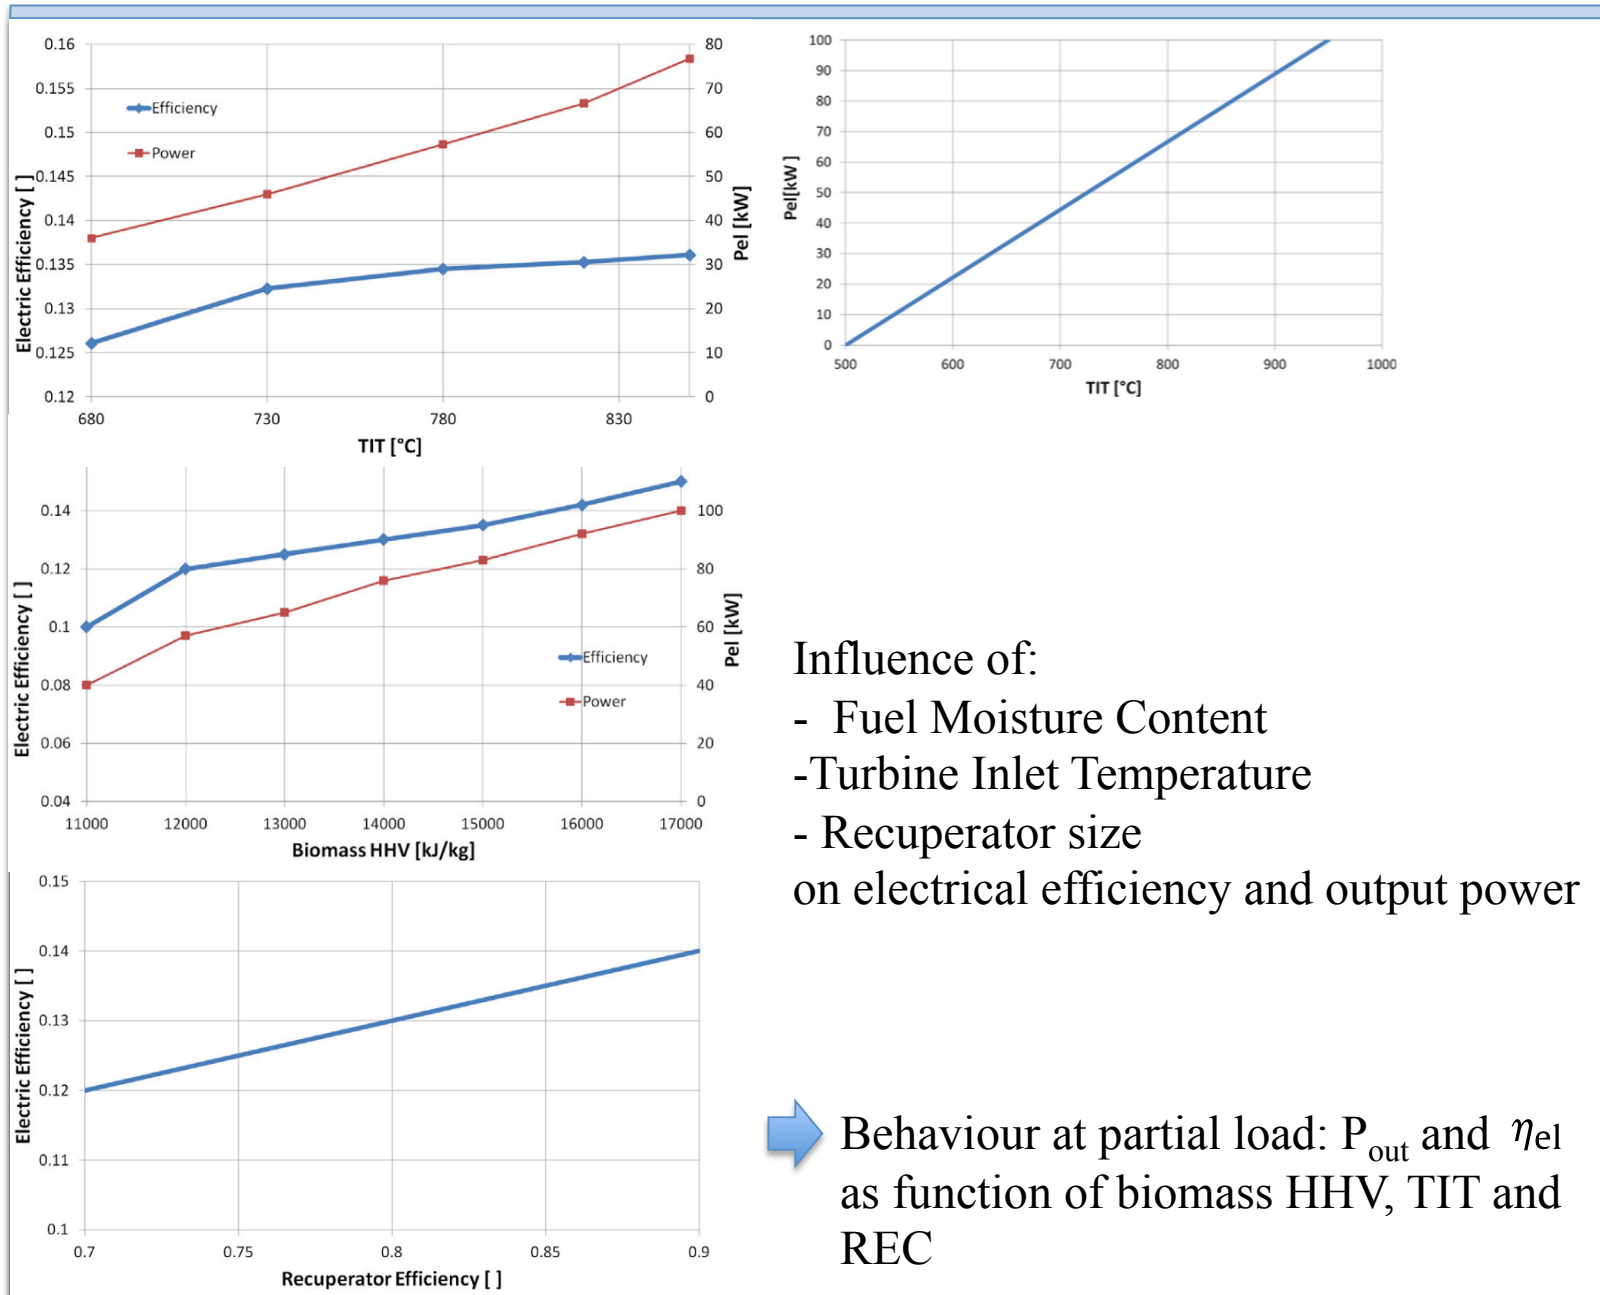 0.16
0.155
0.15
0.145
0.14
0.135
0.13
0.125
0.12
Electric Efficiency [ ]
Efficiency
Power
80
70
60
50
40
30
20
10
0
Pel [kW]
680 730 780 830
TIT [°C]
100
90
80
70
60
50
40
30
20
10
0
Pel[kW]
500 600 700 800 900 1000
TIT [°C]
0.14
0.12
0.1
0.08
0.06
0.04
Electric Efficiency [ ]
Efficiency
Power
100
80
60
40
20
0
Pel [kW]
11000 12000 13000 14000 15000 16000 17000
Biomass HHV [kJ/kg]
Influence of:
- Fuel Moisture Content
-Turbine Inlet Temperature
- Recuperator size
on electrical efficiency and output power
0.15
0.14
0.13
0.12
0.11
0.1
Electric Efficiency [ ]
0.7 0.75 0.8 0.85 0.9
Recuperator Efficiency [ ]
Behaviour at partial load: Pout and ηel
as function of biomass HHV, TIT and
REC